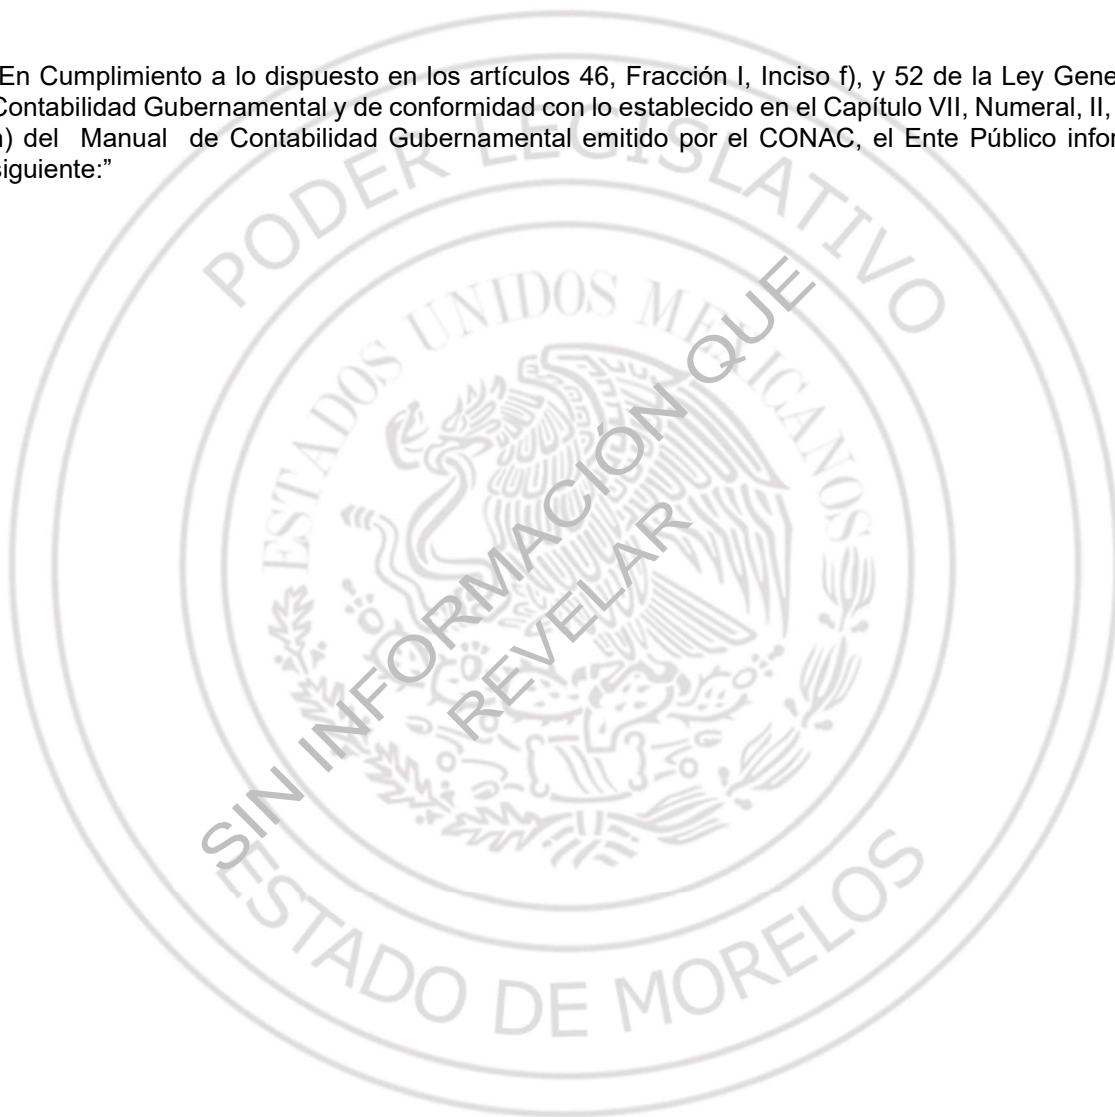 En Cumplimiento a lo dispuesto en los artículos 46, Fracción I, Inciso f), y 52 de la Ley Gene
Contabilidad Gubernamental y de conformidad con lo establecido en el Capítulo VII, Numeral, II,
) del Manual de Contabilidad Gubernamental emitido por el CONAC, el Ente Público infor
siguiente:”
PODER LEGISLATIVO
ESTADOS UNIDOS MEXICANOS
SIN INFORMACIÓN QUE
REVELAR
ESTADO DE MORELOS